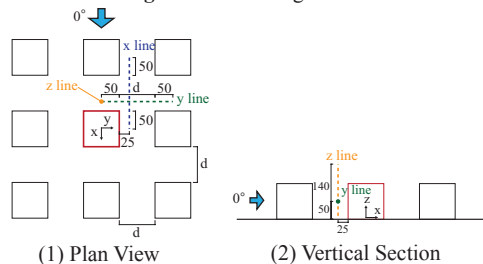 0°
x line
50
z line
50
d
50
y line
y
x
50
25
d
d
z line
140
y line
0°
50
z
x
25
(1) Plan View
(2) Vertical Section